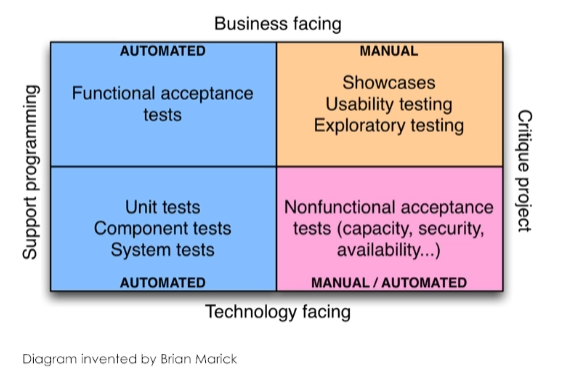 Business facing
AUTOMATED
MANUAL
Functional acceptance
tests
Showcases
Usability testing
Exploratory testing
Support programming
Critique project
Unit tests
Component tests
System tests
Nonfunctional acceptance
tests (capacity, security,
availability...)
AUTOMATED
MANUAL / AUTOMATED
Technology facing
Diagram invented by Brian Marick